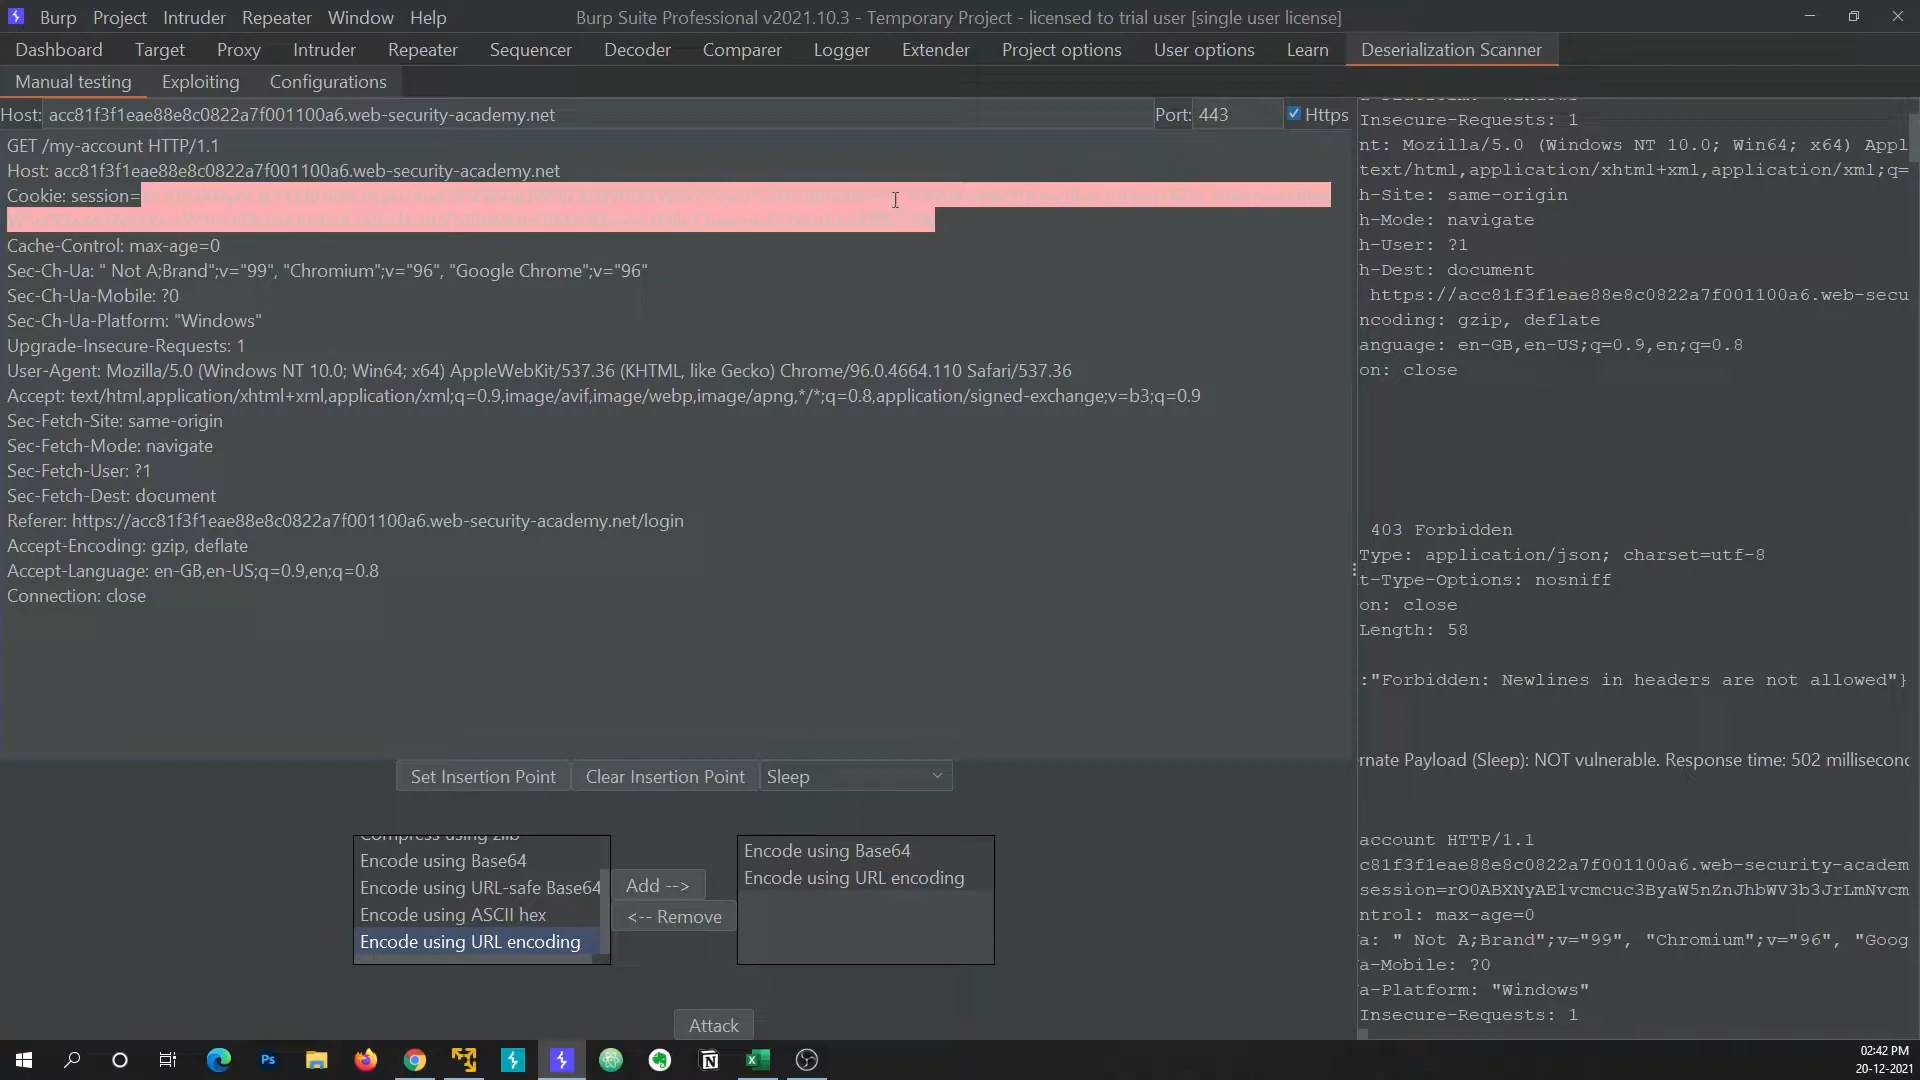 Burp Project Intruder Repeater Window Help Burp Suite Professional v2021.10.3 - Temporary Project - licensed to trial user [single user license]
Dashboard Target Proxy Intruder Repeater Sequencer Decoder Comparer Logger Extender Project options User options Learn Deserialization Scanner
Manual testing Exploiting Configurations
Host: acc81f3f1eae88e8c0822a7f001100a6.web-security-academy.net Port: 443 Https
GET /my-account HTTP/1.1
Host: acc81f3f1eae88e8c0822a7f001100a6.web-security-academy.net
Cookie: session=
Cache-Control: max-age=0
Sec-Ch-Ua: " Not A;Brand";v="99", "Chromium";v="96", "Google Chrome";v="96"
Sec-Ch-Ua-Mobile: ?0
Sec-Ch-Ua-Platform: "Windows"
Upgrade-Insecure-Requests: 1
User-Agent: Mozilla/5.0 (Windows NT 10.0; Win64; x64) AppleWebKit/537.36 (KHTML, like Gecko) Chrome/96.0.4664.110 Safari/537.36
Accept: text/html,application/xhtml+xml,application/xml;q=0.9,image/avif,image/webp,image/apng,*/*;q=0.8,application/signed-exchange;v=b3;q=0.9
Sec-Fetch-Site: same-origin
Sec-Fetch-Mode: navigate
Sec-Fetch-User: ?1
Sec-Fetch-Dest: document
Referer: https://acc81f3f1eae88e8c0822a7f001100a6.web-security-academy.net/login
Accept-Encoding: gzip, deflate
Accept-Language: en-GB,en-US;q=0.9,en;q=0.8
Connection: close
Set Insertion Point Clear Insertion Point Sleep
Compress using zlib
Encode using Base64
Encode using URL-safe Base64
Encode using ASCII hex
Encode using URL encoding
Add -->
<-- Remove
Encode using Base64
Encode using URL encoding
Attack
Insecure-Requests: 1
nt: Mozilla/5.0 (Windows NT 10.0; Win64; x64) Appl
text/html,application/xhtml+xml,application/xml;q=
h-Site: same-origin
h-Mode: navigate
h-User: ?1
h-Dest: document
https://acc81f3f1eae88e8c0822a7f001100a6.web-secu
ncoding: gzip, deflate
anguage: en-GB,en-US;q=0.9,en;q=0.8
on: close
403 Forbidden
Type: application/json; charset=utf-8
t-Type-Options: nosniff
on: close
Length: 58
:"Forbidden: Newlines in headers are not allowed"}
rnate Payload (Sleep): NOT vulnerable. Response time: 502 millisecond
account HTTP/1.1
c81f3f1eae88e8c0822a7f001100a6.web-security-academ
session=rO0ABXNyAElvcmcuc3ByaW5nZnJhbWV3b3JrLmNvcm
ntrol: max-age=0
a: " Not A;Brand";v="99", "Chromium";v="96", "Goog
a-Mobile: ?0
a-Platform: "Windows"
Insecure-Requests: 1
02:42 PM
20-12-2021